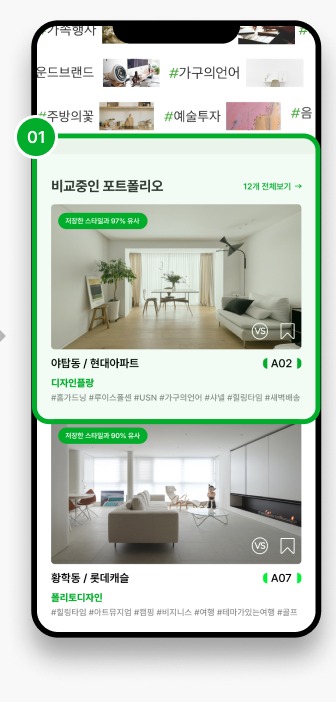 #가족행사
#
운드브랜드 #가구의언어
#주방의꽃 #예술투자 #음
01
비교중인 포트폴리오 12개 전체보기 →
저장한 스타일과 97% 유사
VS
야탑동 / 현대아파트 A02
디자인플랑
#홈가드닝 #루이스폴센 #USN #가구의언어 #샤넬 #힐링타임 #새벽배송
저장한 스타일과 90% 유사
VS
황학동 / 롯데캐슬 A07
폴리토디자인
#힐링타임 #아트뮤지엄 #캠핑 #비지니스 #여행 #테마가있는여행 #골프